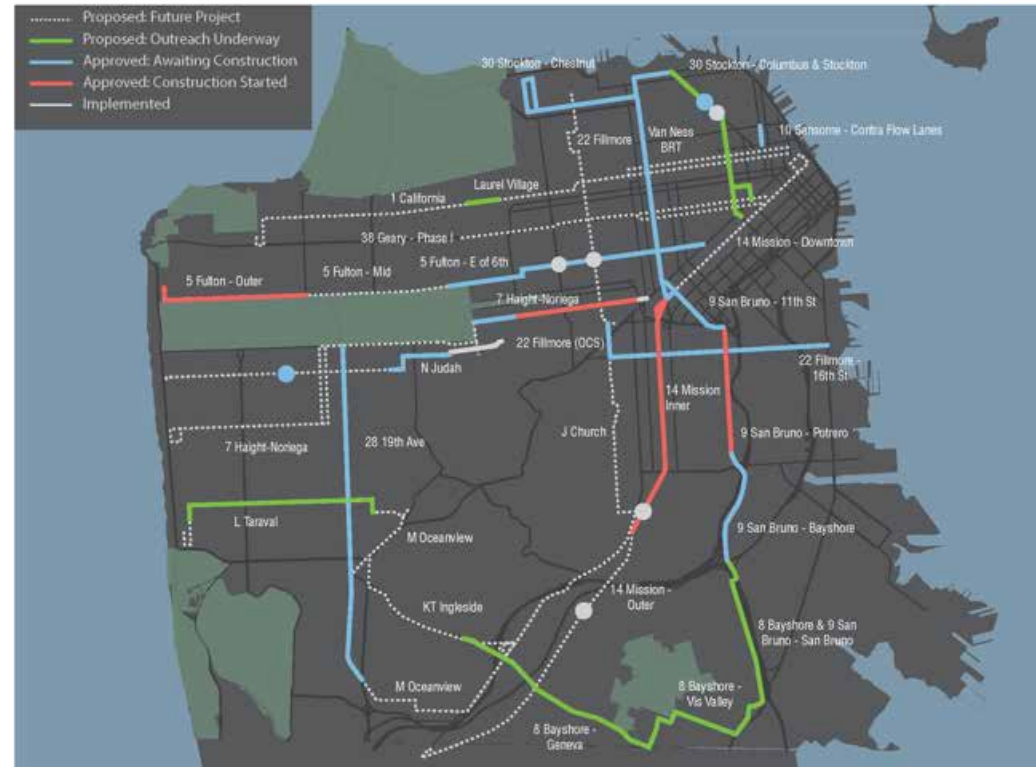 Proposed: Future Project
Proposed: Outreach Underway
Approved: Awaiting Construction
Approved: Construction Started
Implemented
30 Stockton - Chestnut
30 Stockton - Columbus & Stockton
10 Sansome - Contra Flow Lanes
22 Fillmore
Van Ness
BRT
Laurel Village
1 California
38 Geary - Phase I
14 Mission - Downtown
5 Fulton - E of 6th
5 Fulton - Mid
5 Fulton - Outer
7 Haight-Noriega
9 San Bruno - 11th St
22 Fillmore (OCS)
22 Fillmore -
16th St
N Judah
14 Mission
Inner
J Church
9 San Bruno - Potrero
7 Haight-Noriega
28 19th Ave
L Taraval
M Oceanview
9 San Bruno - Bayshore
KT Ingleside
14 Mission -
Outer
8 Bayshore & 9 San
Bruno - San Bruno
M Oceanview
8 Bayshore -
Vis Valley
8 Bayshore -
Geneva